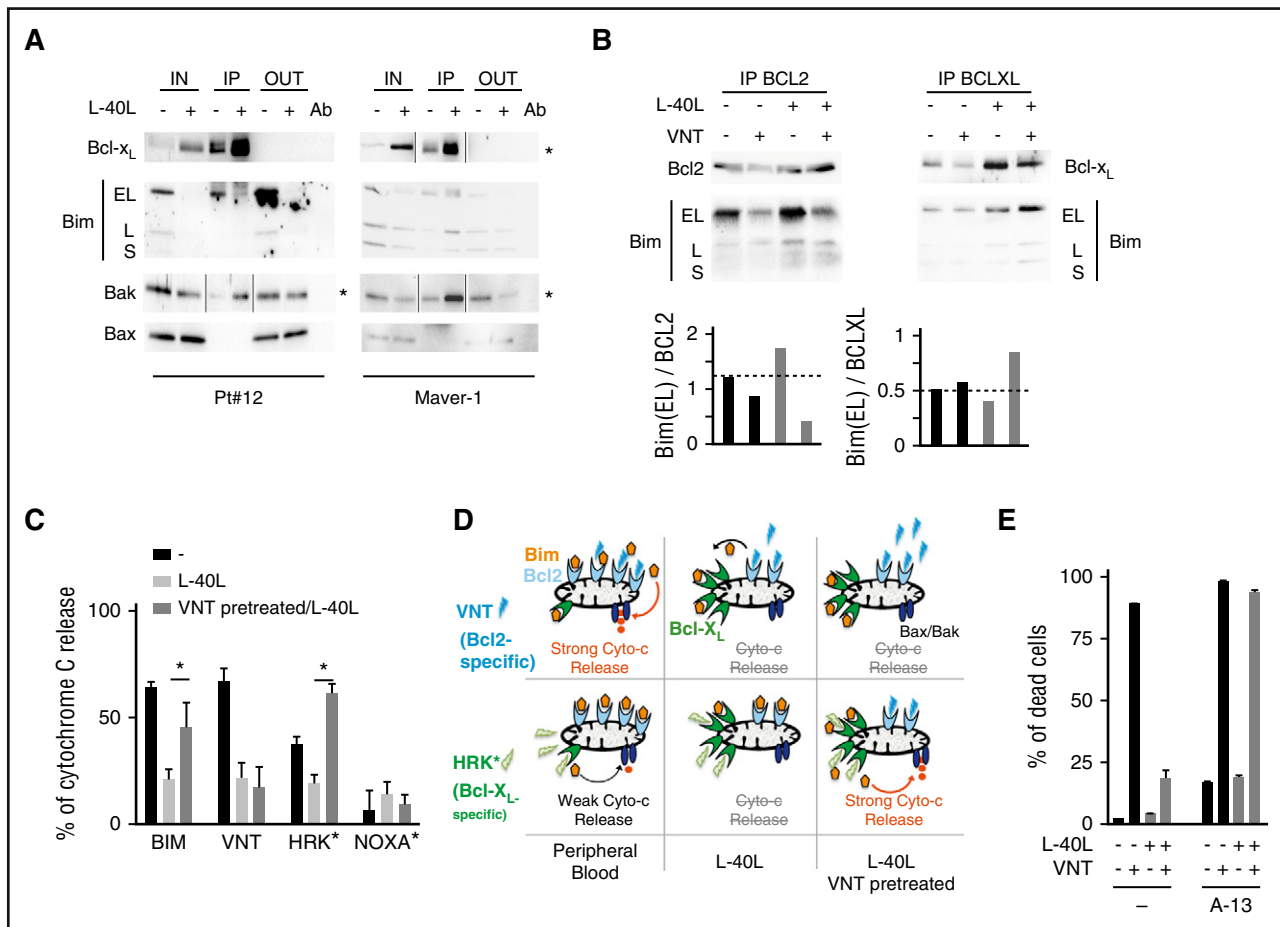 A
IN IP OUT
L-40L - + - + - + Ab
Bcl-xL *
Bim EL
L
S
Bak * *
Bax
Pt#12
IN IP OUT
- + - + - + Ab
Maver-1
B
IP BCL2
IP BCLXL
L-40L - - + +
- - + +
VNT - + - +
- + - +
Bcl2
Bcl-xL
Bim EL
L
S
EL
L
S Bim
Bim(EL) / BCL2
2
1
0
Bim(EL) / BCLXL
1
0.5
0
C
-
L-40L
VNT pretreated/L-40L
% of cytochrome C release
100
50
0
* *
BIM VNT HRK* NOXA*
D
Bim
Bcl2
VNT
(Bcl2-
specific)
Strong Cyto-c
Release
Bcl-XL
Cyto-c
Release
Bax/Bak
Cyto-c
Release
HRK*
(Bcl-XL-
specific)
Weak Cyto-c
Release
Cyto-c
Release
Strong Cyto-c
Release
Peripheral
Blood
L-40L
L-40L
VNT pretreated
E
% of dead cells
100
75
50
25
0
L-40L - - + + - - + +
VNT - + - + - + - +
– A-13